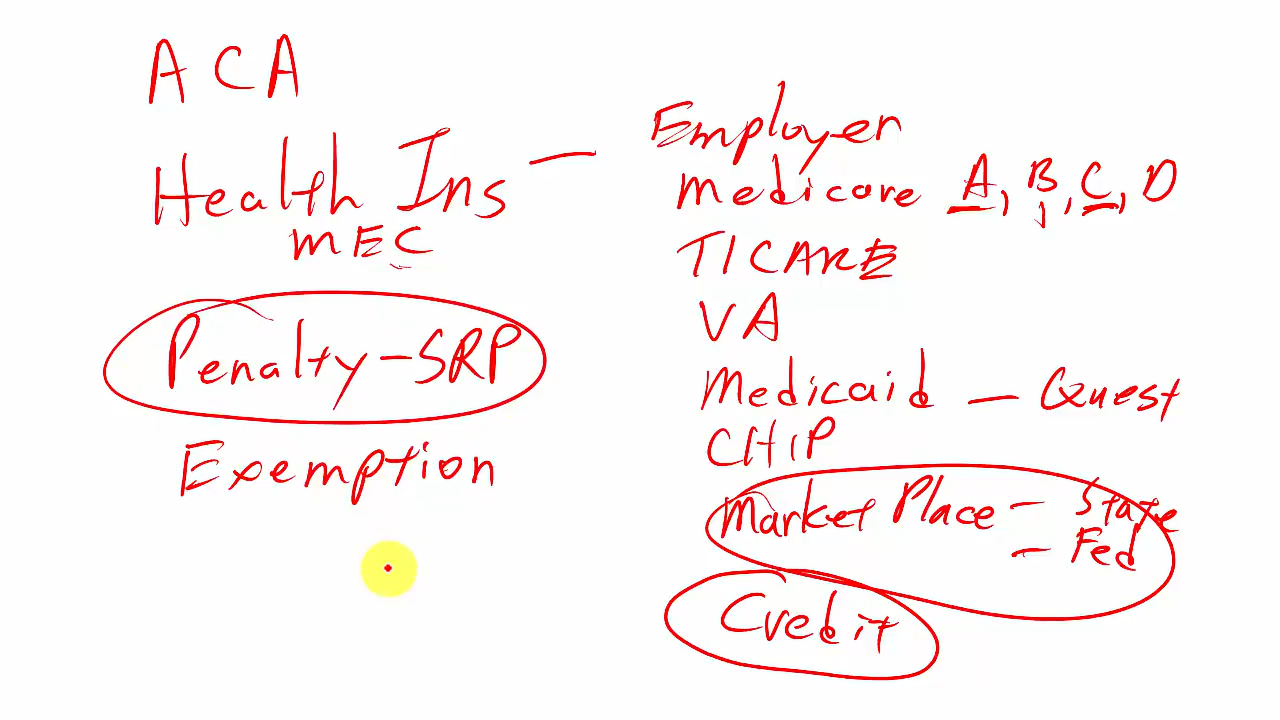 ACA
Health Ins —
MEC
Penalty - SRP
Exemption
Employer
Medicare A, B, C, D
TICARE
VA
Medicaid — Quest
CHIP
Market Place — State
— Fed
Credit